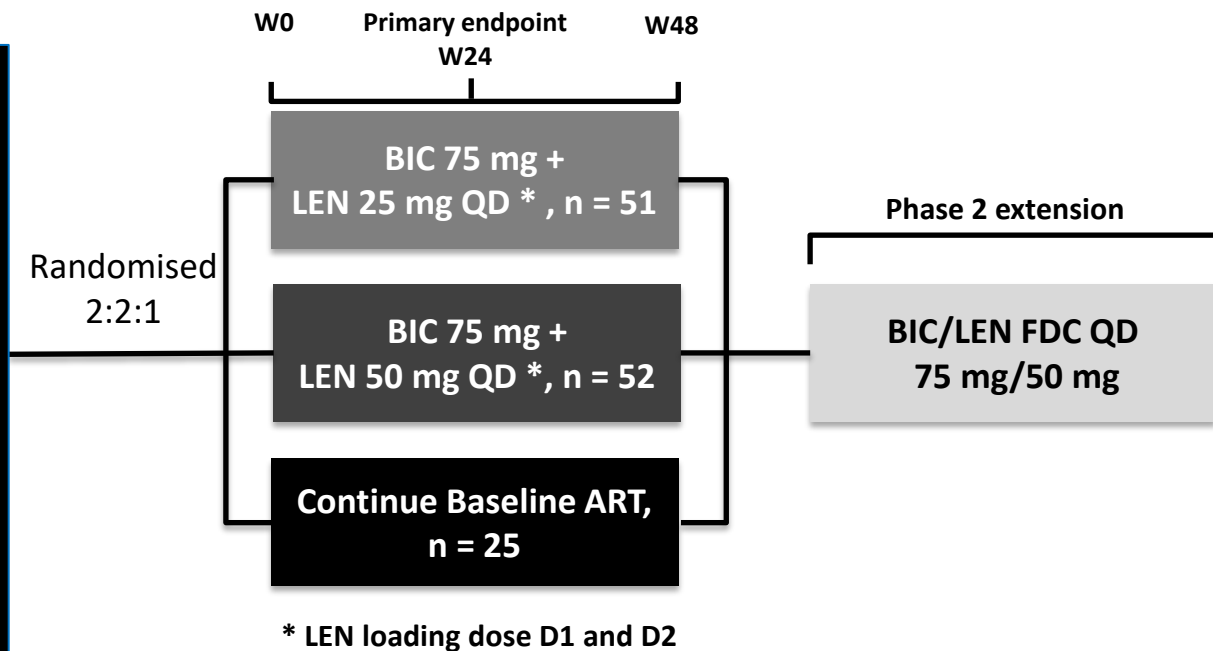 W0
Primary endpoint
W24
W48
BIC 75 mg +
LEN 25 mg QD * , n = 51
Randomised
2:2:1
BIC 75 mg +
LEN 50 mg QD *, n = 52
Continue Baseline ART,
n = 25
* LEN loading dose D1 and D2
Phase 2 extension
BIC/LEN FDC QD
75 mg/50 mg